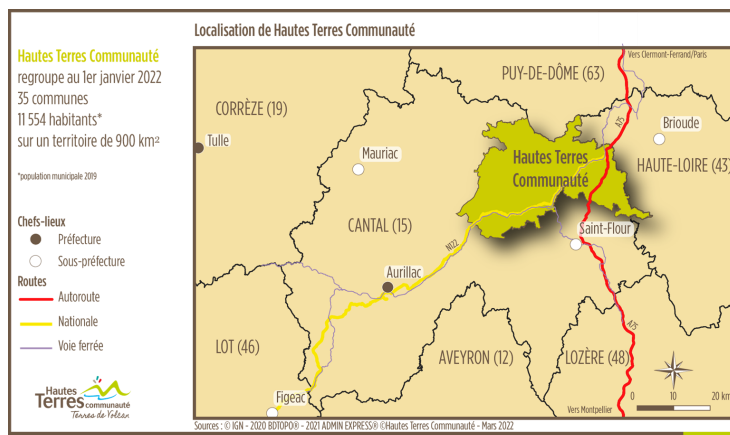 Localisation de Hautes Terres Communauté
Hautes Terres Communauté
regroupe au 1er janvier 2022
35 communes
11 554 habitants*
sur un territoire de 900 km²
*population municipale 2019
Chefs-lieux
Préfecture
Sous-préfecture
Routes
Autoroute
Nationale
Voie ferrée
Hautes
Terres communauté
Terres de Volcan
Vers Clermont-Ferrand/Paris
PUY-DE-DÔME (63)
CORRÈZE (19)
A75
Brioude
Tulle
Mauriac
Hautes Terres
Communauté
HAUTE-LOIRE (43)
CANTAL (15)
Saint-Flour
N122
Aurillac
A75
LOT (46)
AVEYRON (12)
LOZÈRE (48)
Figeac
0 10 20 km
Vers Montpellier
Sources : © IGN - 2020 BDTOPO® - 2021 ADMIN EXPRESS® ©Hautes Terres Communauté - Mars 2022